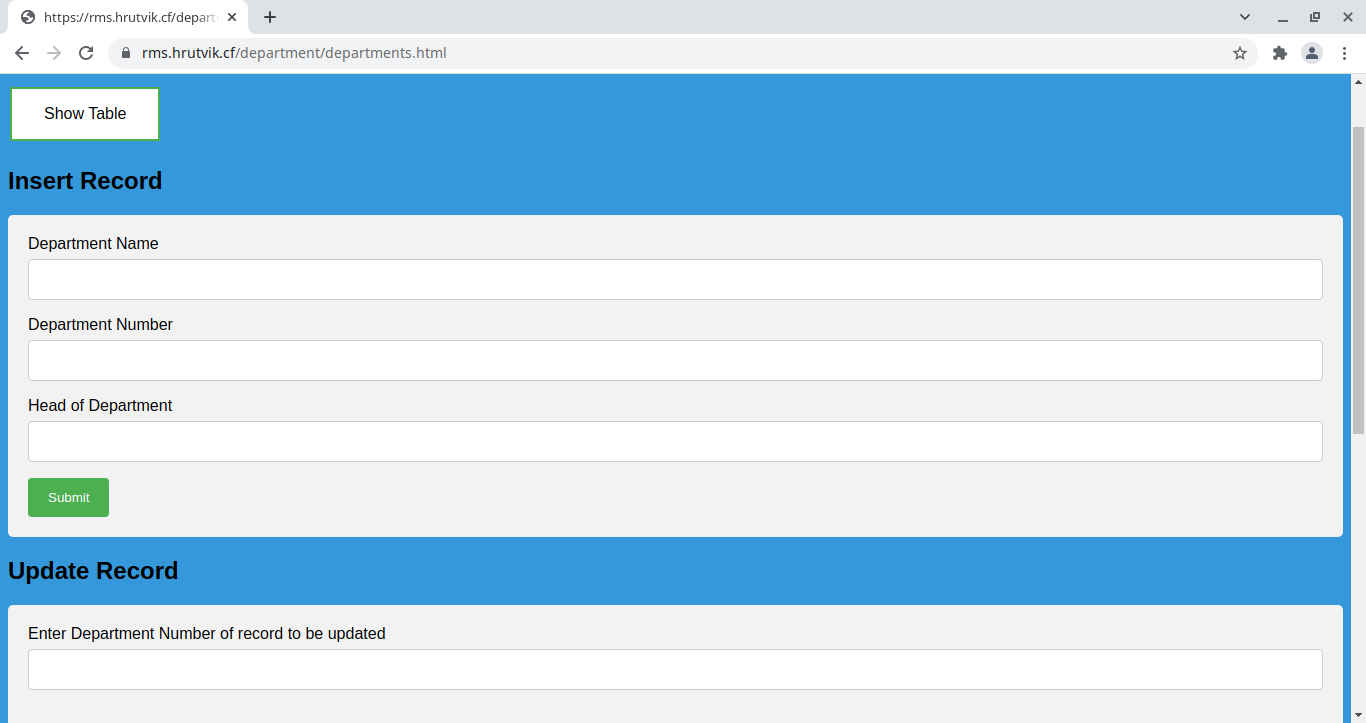 https://rms.hrutvik.cf/depart
rms.hrutvik.cf/department/departments.html
Show Table
Insert Record
Department Name
Department Number
Head of Department
Submit
Update Record
Enter Department Number of record to be updated